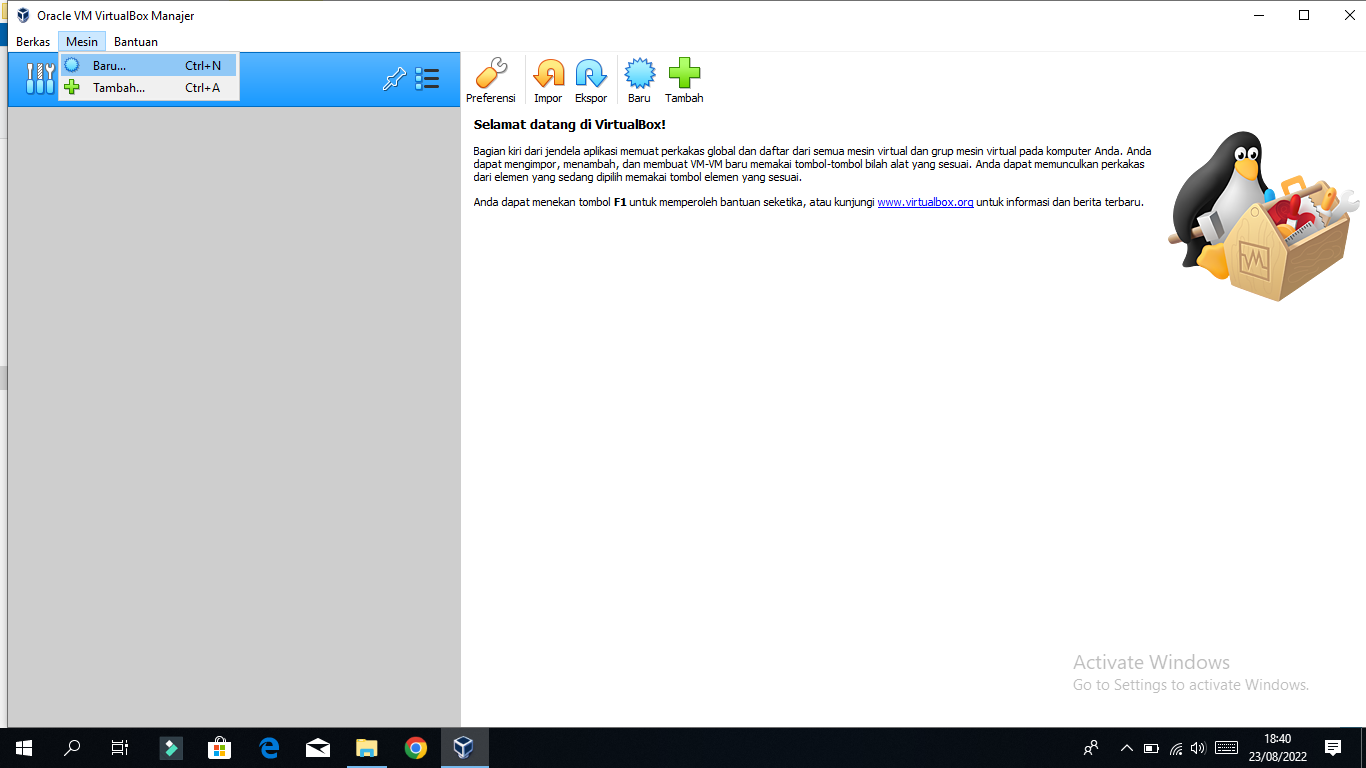 Oracle VM VirtualBox Manajer
Berkas Mesin Bantuan
Baru... Ctrl+N
Tambah... Ctrl+A
Preferensi Impor Ekspor Baru Tambah
Selamat datang di VirtualBox!
Bagian kiri dari jendela aplikasi memuat perkakas global dan daftar dari semua mesin virtual dan grup mesin virtual pada komputer Anda. Anda
dapat mengimpor, menambah, dan membuat VM-VM baru memakai tombol-tombol bilah alat yang sesuai. Anda dapat memunculkan perkakas
dari elemen yang sedang dipilih memakai tombol elemen yang sesuai.
Anda dapat menekan tombol F1 untuk memperoleh bantuan seketika, atau kunjungi www.virtualbox.org untuk informasi dan berita terbaru.
Activate Windows
Go to Settings to activate Windows.
18:40
23/08/2022